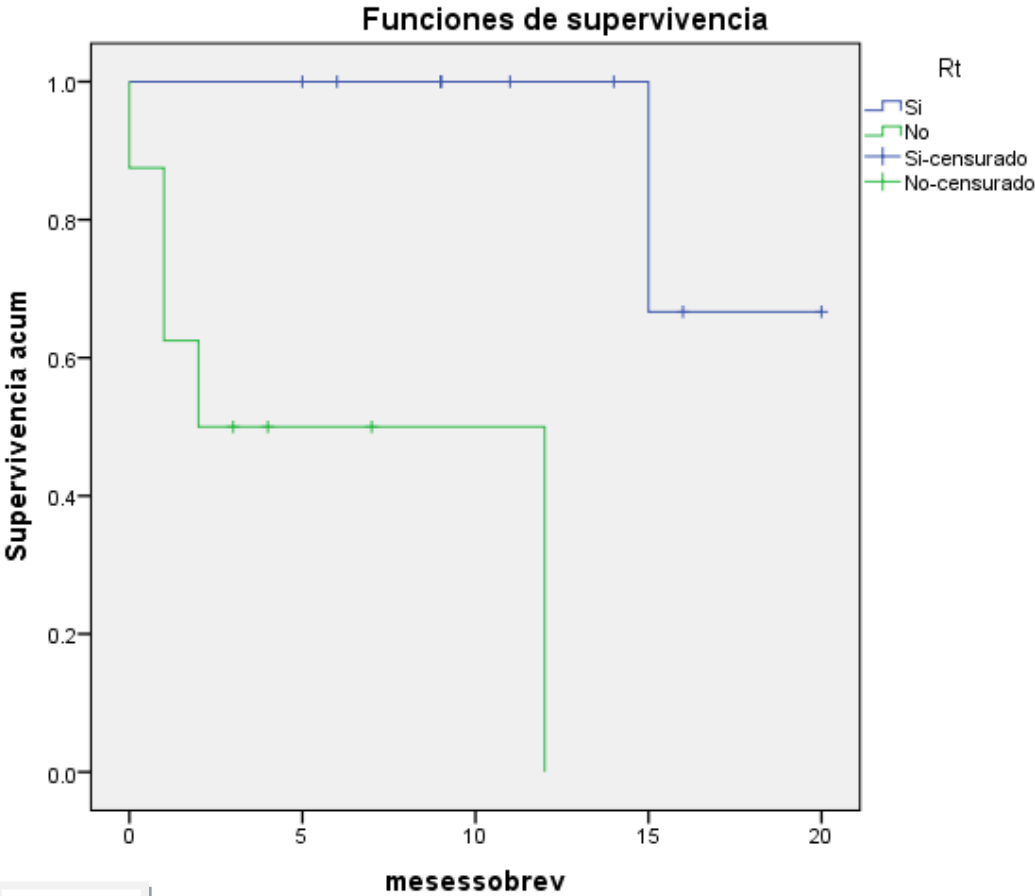 Funciones de supervivencia
Rt
Si
No
Si-censurado
No-censurado
Supervivencia acum
1.0
0.8
0.6
0.4
0.2
0.0
0 5 10 15 20
mesessobrev